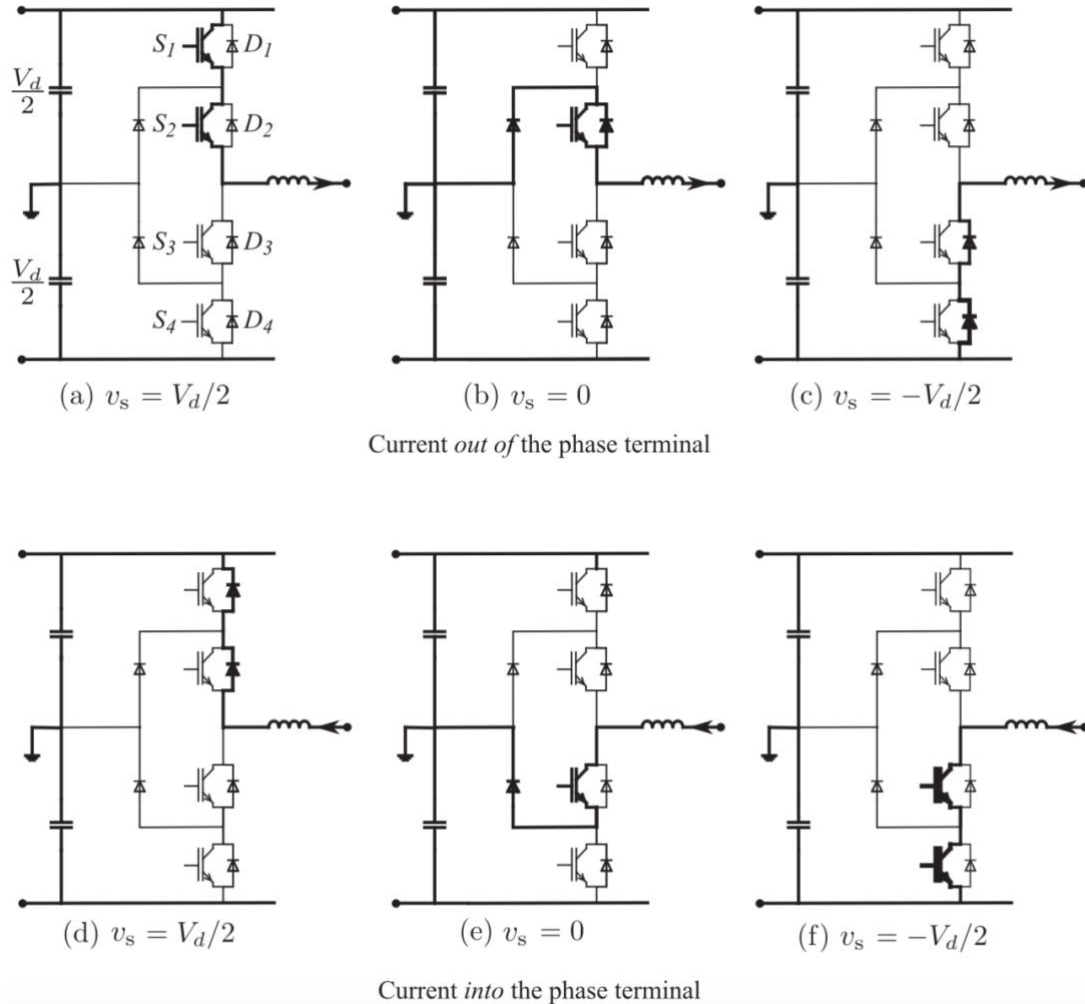 S1 D1
Vd/2
S2 D2
S3 D3
Vd/2
S4 D4
(a) vs = Vd/2
(b) vs = 0
(c) vs = −Vd/2
Current out of the phase terminal
(d) vs = Vd/2
(e) vs = 0
(f) vs = −Vd/2
Current into the phase terminal